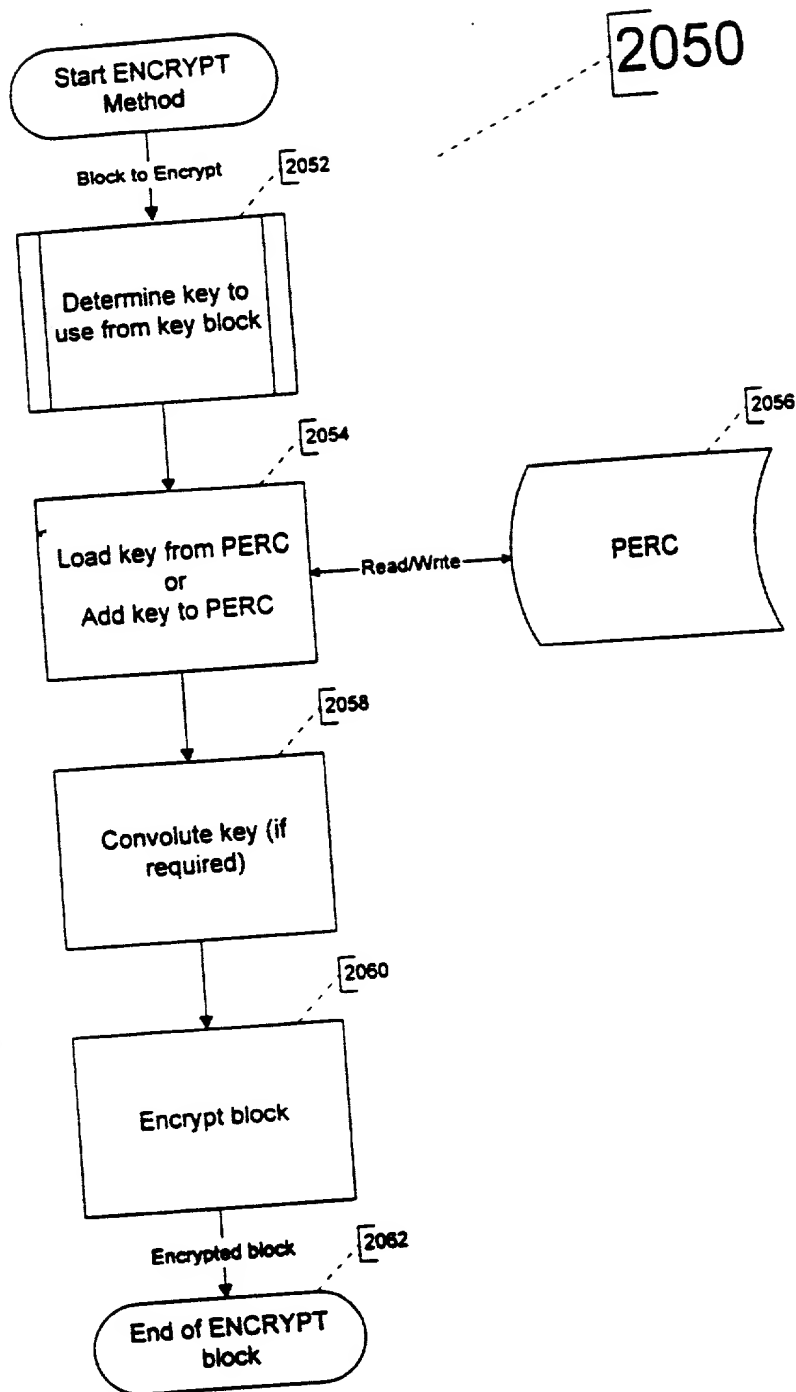 2050
Start ENCRYPT
Method
Block to Encrypt
2052
Determine key to
use from key block
2054
2056
Load key from PERC
or
Add key to PERC
Read/Write
PERC
2058
Convolute key (if
required)
2060
Encrypt block
Encrypted block
2062
End of ENCRYPT
block